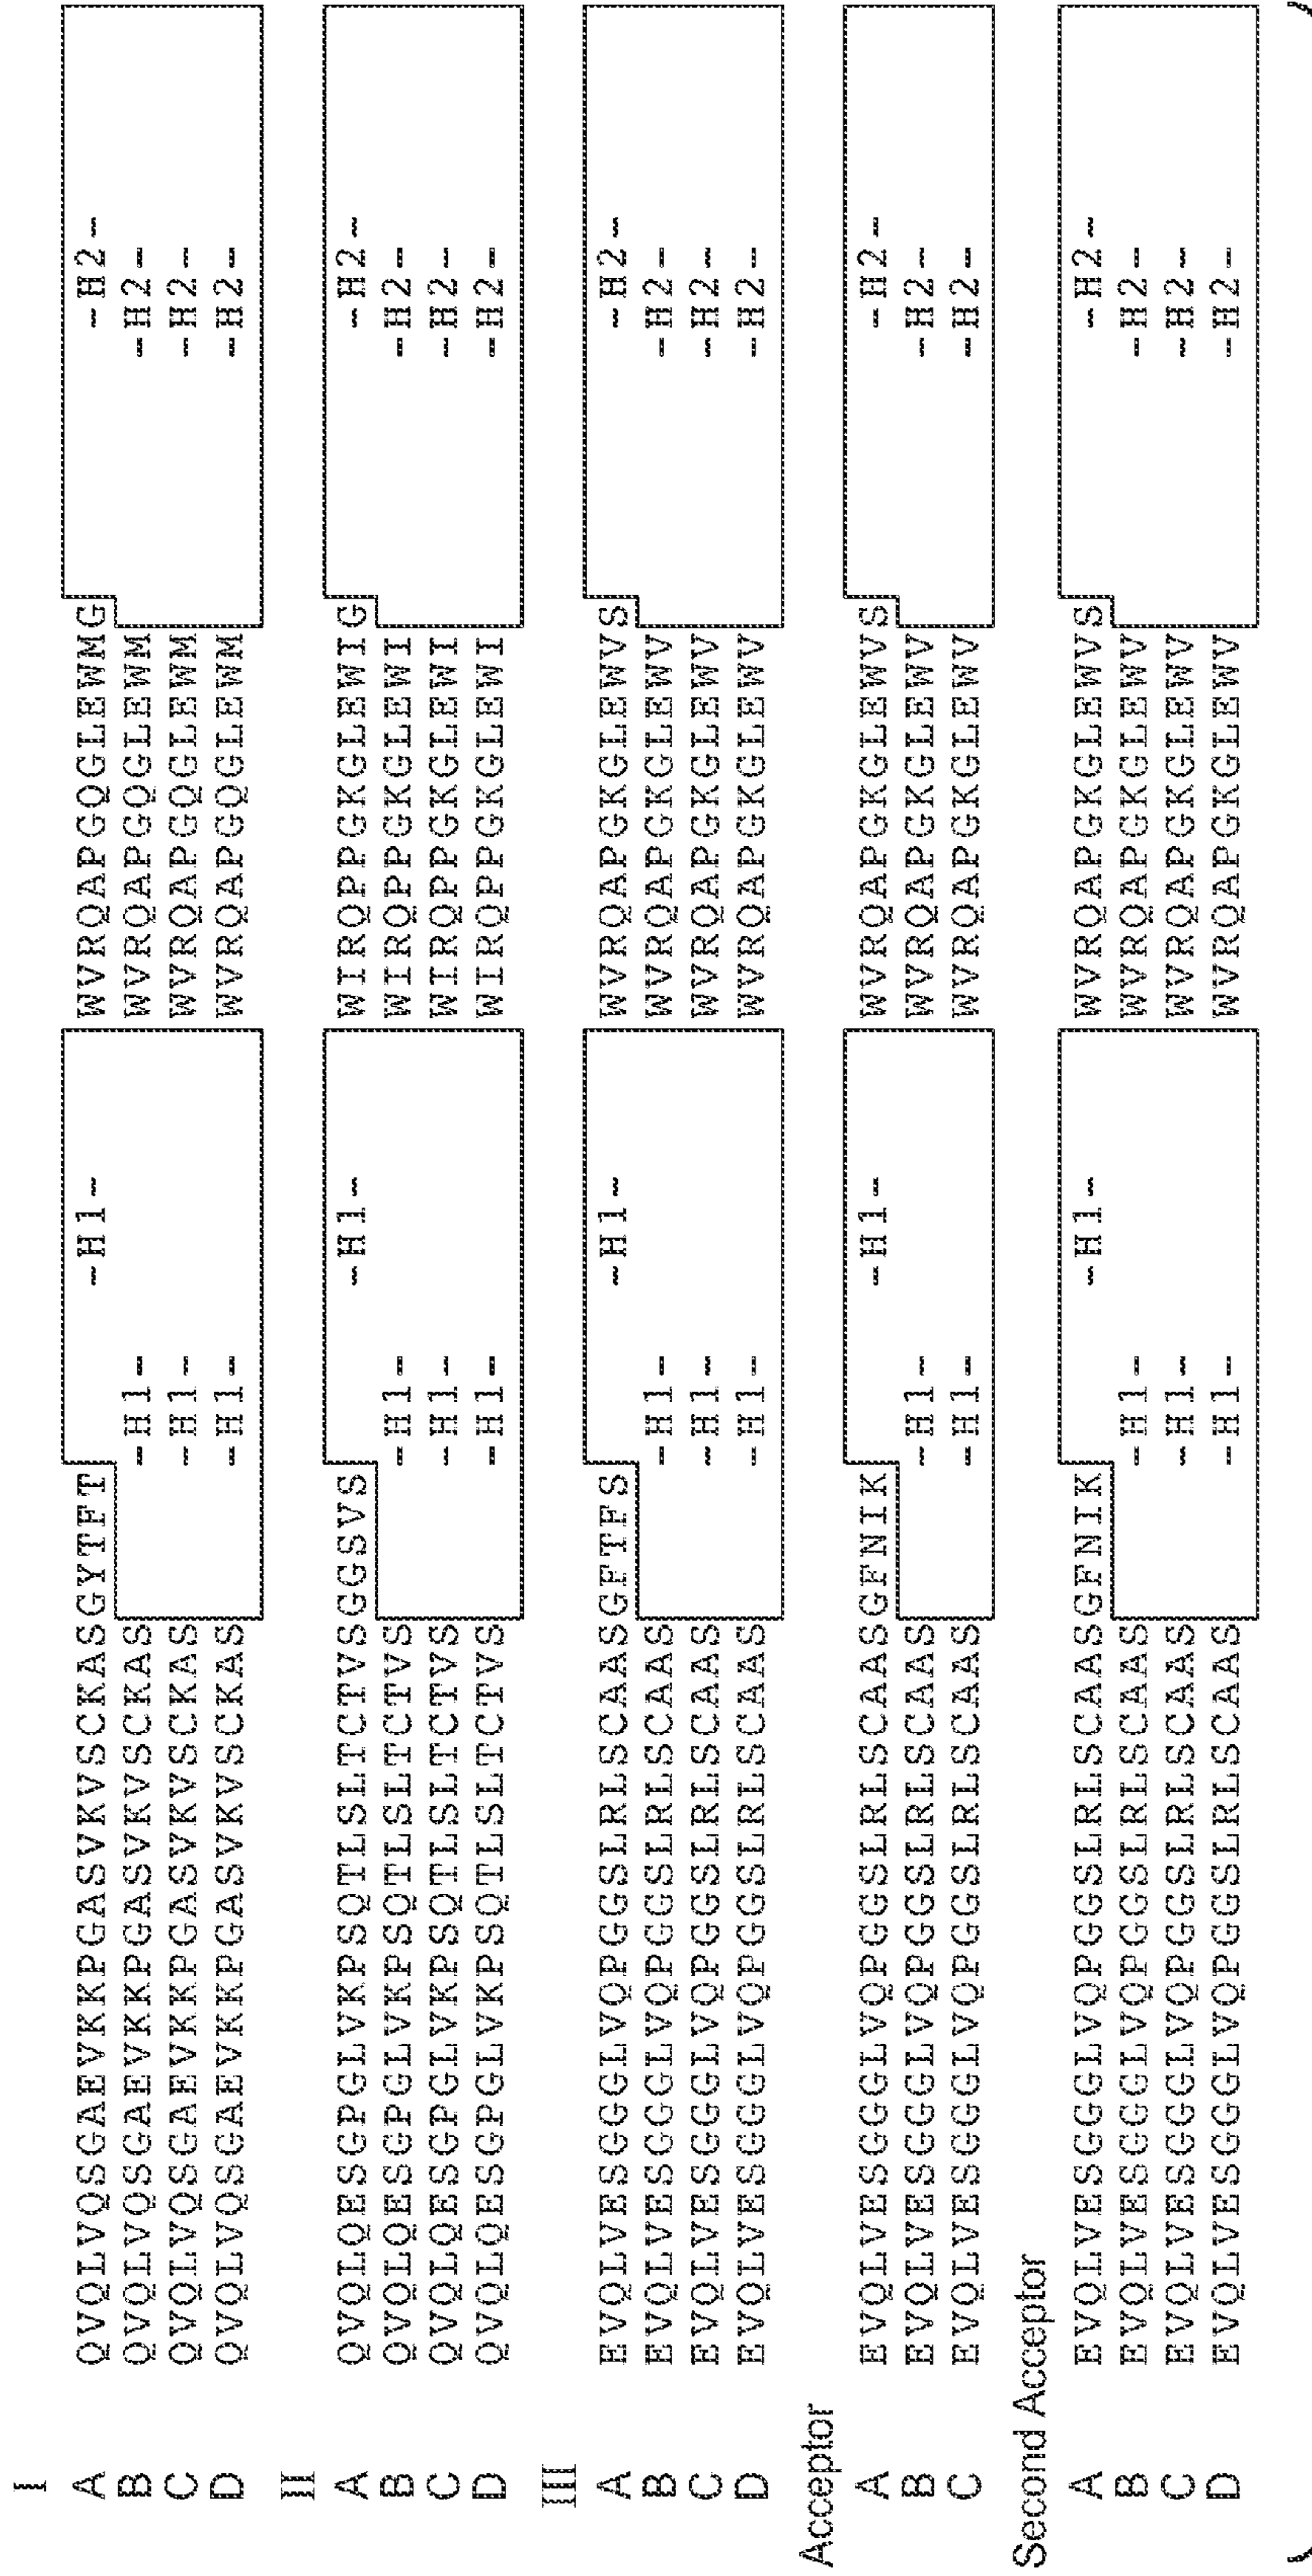 I
A QVQLVQSGAEVKKPGASVKVSCKASGYTFT -H1- WVRQAPGQGLEWMG -H2-
B QVQLVQSGAEVKKPGASVKVSCKAS -H1- WVRQAPGQGLEWM -H2-
C QVQLVQSGAEVKKPGASVKVSCKAS -H1- WVRQAPGQGLEWM -H2-
D QVQLVQSGAEVKKPGASVKVSCKAS -H1- WVRQAPGQGLEWM -H2-
II
A QVQLQESGPGLVKPSQTLSLTCTVSGGSVS -H1- WIRQPPGKGLEWIG -H2-
B QVQLQESGPGLVKPSQTLSLTCTVS -H1- WIRQPPGKGLEWI -H2-
C QVQLQESGPGLVKPSQTLSLTCTVS -H1- WIRQPPGKGLEWI -H2-
D QVQLQESGPGLVKPSQTLSLTCTVS -H1- WIRQPPGKGLEWI -H2-
III
A EVQLVESGGGLVQPGGSLRLSCAASGFTFS -H1- WVRQAPGKGLEWVS -H2-
B EVQLVESGGGLVQPGGSLRLSCAAS -H1- WVRQAPGKGLEWV -H2-
C EVQLVESGGGLVQPGGSLRLSCAAS -H1- WVRQAPGKGLEWV -H2-
D EVQLVESGGGLVQPGGSLRLSCAAS -H1- WVRQAPGKGLEWV -H2-
Acceptor
A EVQLVESGGGLVQPGGSLRLSCAASGFNIK -H1- WVRQAPGKGLEWVS -H2-
B EVQLVESGGGLVQPGGSLRLSCAAS -H1- WVRQAPGKGLEWV -H2-
C EVQLVESGGGLVQPGGSLRLSCAAS -H1- WVRQAPGKGLEWV -H2-
Second Acceptor
A EVQLVESGGGLVQPGGSLRLSCAASGFNIK -H1- WVRQAPGKGLEWVS -H2-
B EVQLVESGGGLVQPGGSLRLSCAAS -H1- WVRQAPGKGLEWV -H2-
C EVQLVESGGGLVQPGGSLRLSCAAS -H1- WVRQAPGKGLEWV -H2-
D EVQLVESGGGLVQPGGSLRLSCAAS -H1- WVRQAPGKGLEWV -H2-